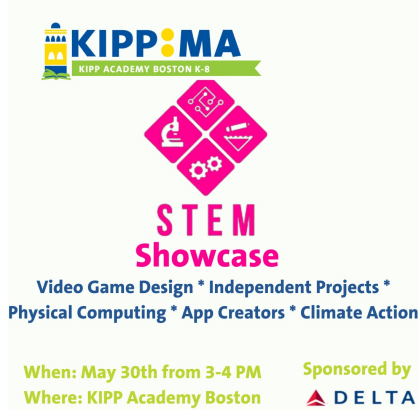 KIPP:MA
KIPP ACADEMY BOSTON K-8
STEM
Showcase
Video Game Design * Independent Projects *
Physical Computing * App Creators * Climate Action
When: May 30th from 3-4 PM
Where: KIPP Academy Boston
Sponsored by
DELTA